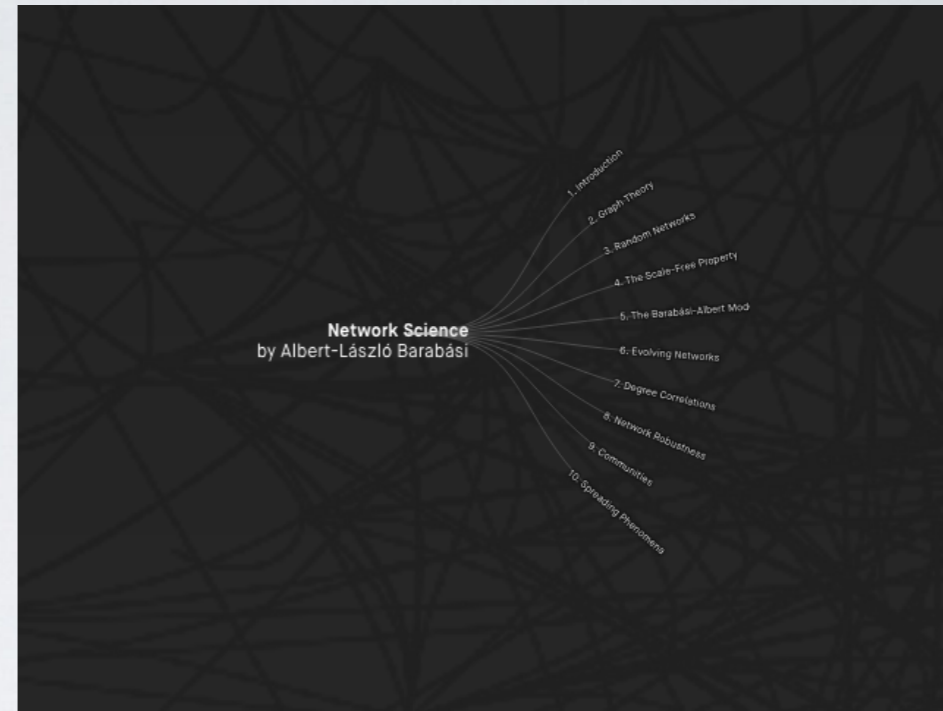 Network Science
by Albert-László Barabási
1. Introduction
2. Graph Theory
3. Random Networks
4. The Scale-Free Property
5. The Barabási-Albert Mod
6. Evolving Networks
7. Degree Correlations
8. Network Robustness
9. Communities
10. Spreading Phenomena